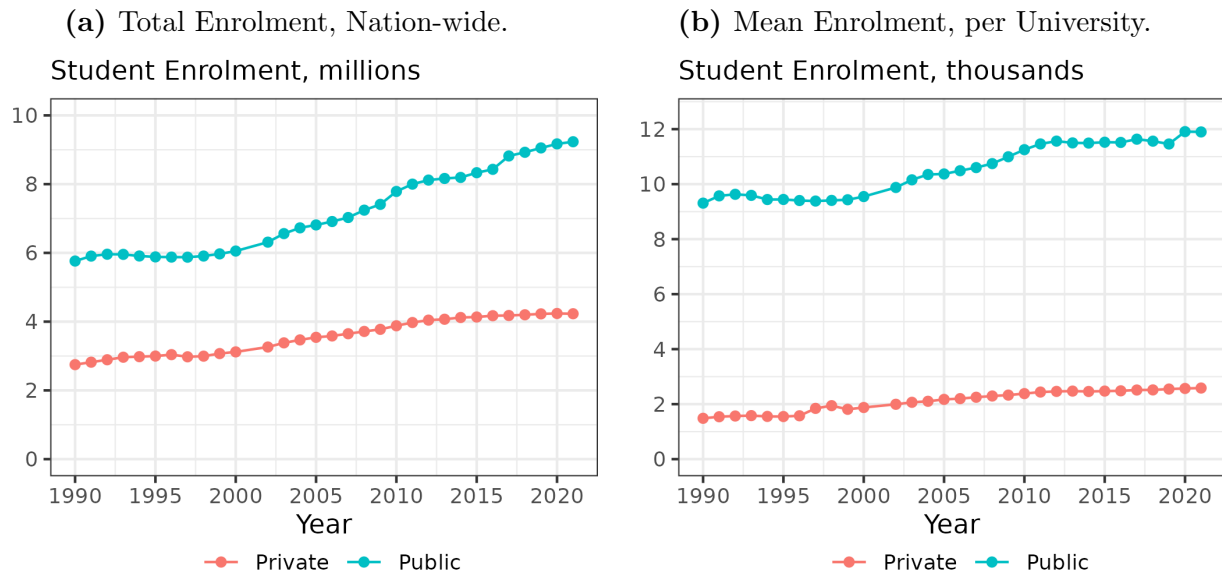 (a) Total Enrolment, Nation-wide.
Student Enrolment, millions
10
8
6
4
2
0
1990 1995 2000 2005 2010 2015 2020
Year
Private Public
(b) Mean Enrolment, per University.
Student Enrolment, thousands
12
10
8
6
4
2
0
1990 1995 2000 2005 2010 2015 2020
Year
Private Public